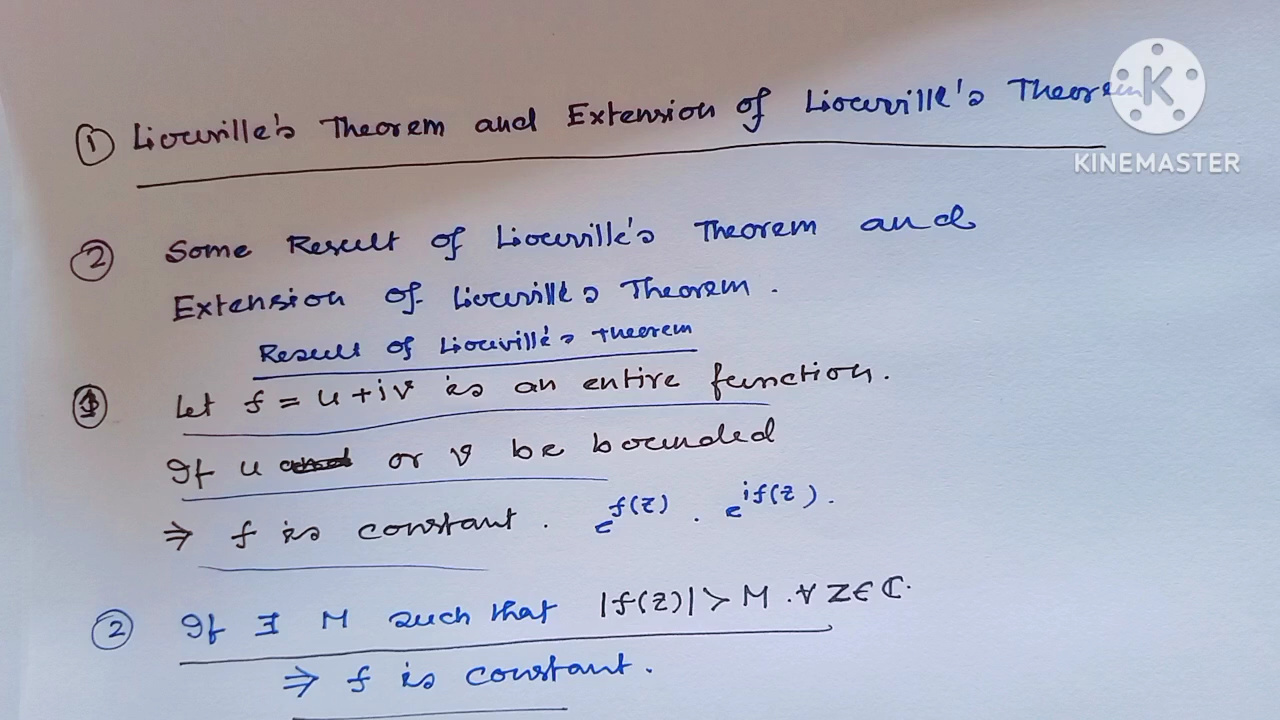 ① Liouville's Theorem and Extension of Liouville's Theorem
K
KINEMASTER
② Some Result of Liouville's Theorem and
Extension of Liouville's Theorem.
Result of Liouville's theorem
① Let f = u + iv is an entire function.
If u or v be bounded
⇒ f is constant. e^{f(z)}. e^{if(z)}.
② If ∃ M such that |f(z)| > M. ∀ z ∈ ℂ.
⇒ f is constant.